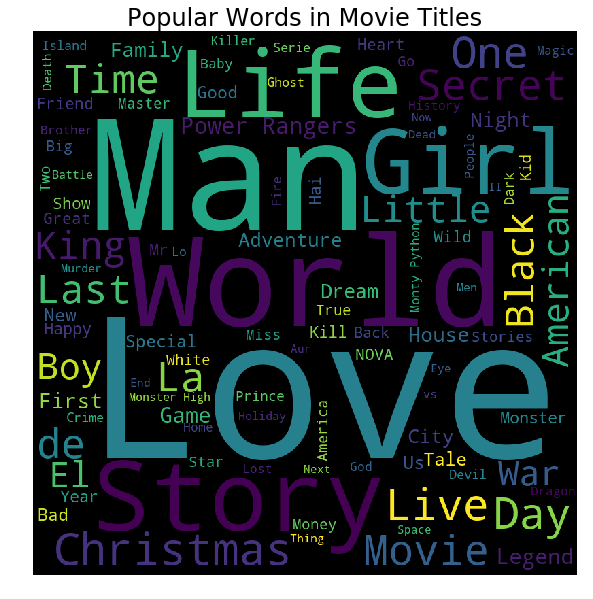 Popular Words in Movie Titles
Island
Family
Killer
Serie
Heart
One
Magic
Death
Time
Baby
Life
Go
Secret
Ghost
Good
Friend
Master
History
Power Rangers
Night
Brother
Man
Now
Dead
Girl
People
Big
Two
Battle
Fire
Hai
II
Dark
Kid
Show
Great
Little
King
Mr
Lo
Adventure
Wild
Black
American
World
Monty Python
Murder
Last
Dream
Men
New
True
Happy
Special
Miss
Kill
Back
House
Stories
Boy
White
La
Aur
NOVA
Love
Eye
End
First
Monster High
Prince
vs
Crime
Game
Holiday
Monster
Home
America
de
Star
City
Us
Tale
El
Lost
Next
God
Devil
War
Year
Story
Live
Dragon
Bad
Money
Space
Day
Thing
Christmas
Movie
Legend